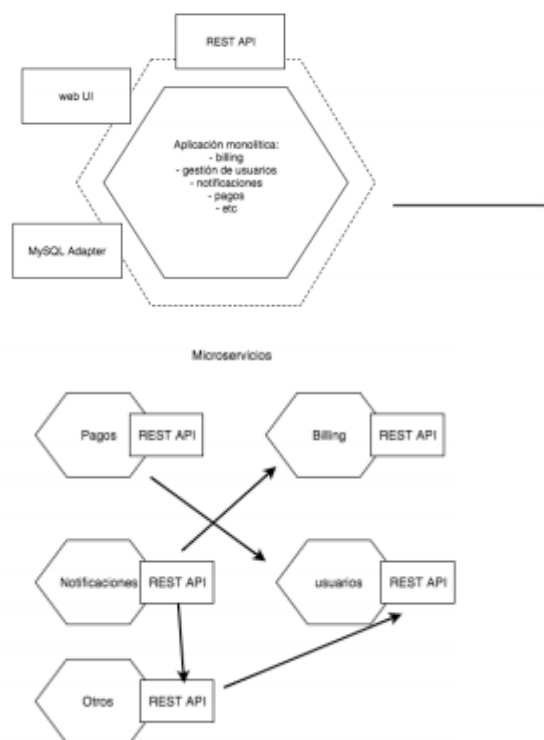 REST API
web UI
Aplicación monolítica:
- billing
- gestión de usuarios
- notificaciones
- pagos
- etc
MySQL Adapter
Microservicios
Pagos
REST API
Billing
REST API
Notificaciones
REST API
usuarios
REST API
Otros
REST API